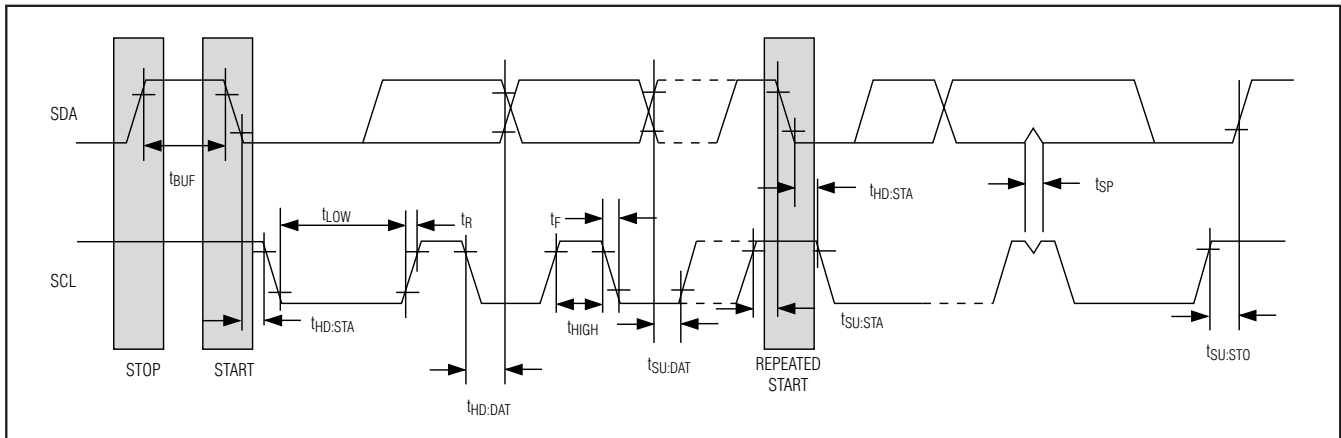 SDA
tBUF
tHD:STA
tSP
tLOW
tR
tF
SCL
tHD:STA
tHIGH
tSU:STA
tSU:DAT
tSU:STO
STOP
START
REPEATED
START
tHD:DAT